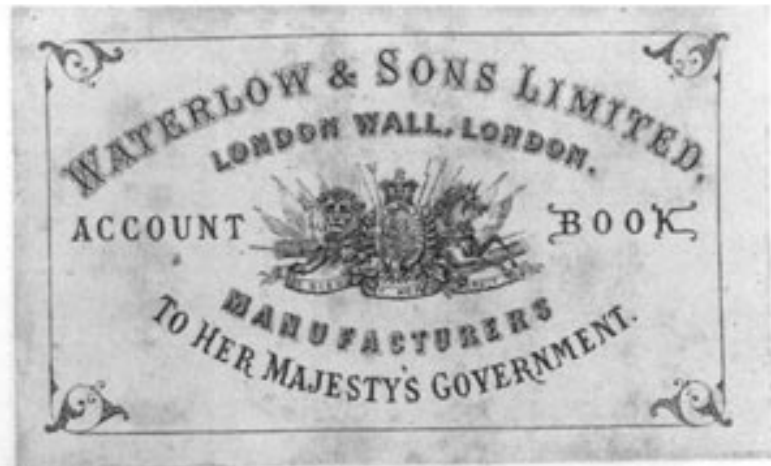 WATERLOW & SONS LIMITED,
LONDON WALL, LONDON.
ACCOUNT BOOK
MANUFACTURERS
TO HER MAJESTY'S GOVERNMENT.